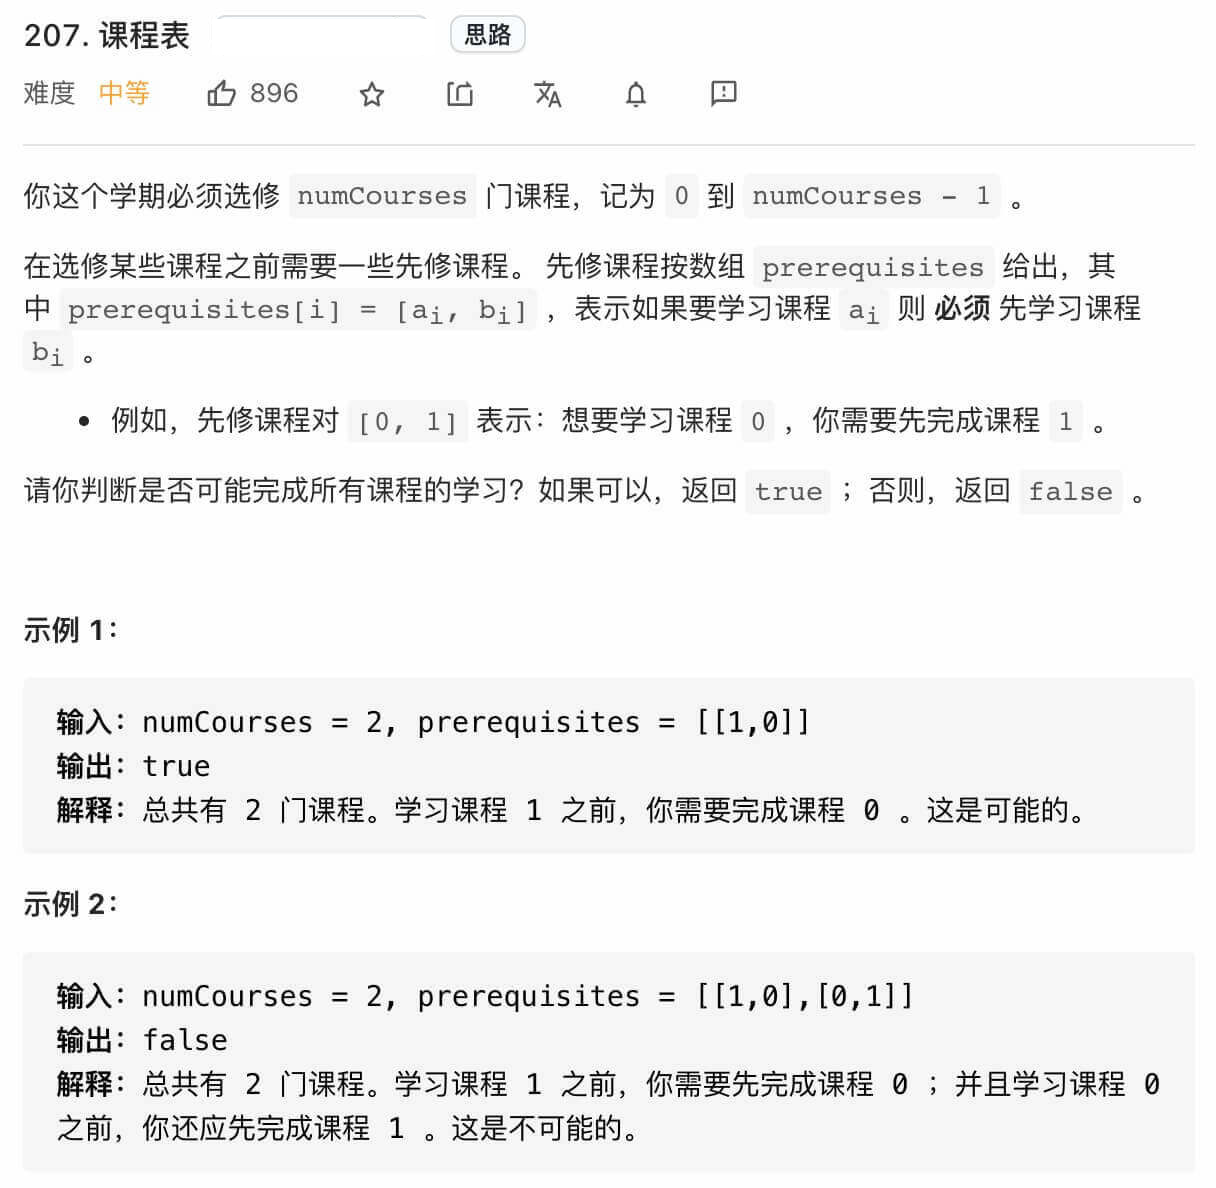 207. 课程表 思路
难度 中等 896
你这个学期必须选修 numCourses 门课程，记为 0 到 numCourses - 1 。
在选修某些课程之前需要一些先修课程。 先修课程按数组 prerequisites 给出，其
中 prerequisites[i] = [ai, bi] ，表示如果要学习课程 ai 则 必须 先学习课程
bi 。
• 例如，先修课程对 [0, 1] 表示：想要学习课程 0 ，你需要先完成课程 1 。
请你判断是否可能完成所有课程的学习？如果可以，返回 true ；否则，返回 false 。
示例 1：
输入：numCourses = 2, prerequisites = [[1,0]]
输出：true
解释：总共有 2 门课程。学习课程 1 之前，你需要完成课程 0 。这是可能的。
示例 2：
输入：numCourses = 2, prerequisites = [[1,0],[0,1]]
输出：false
解释：总共有 2 门课程。学习课程 1 之前，你需要先完成课程 0 ；并且学习课程 0
之前，你还应先完成课程 1 。这是不可能的。